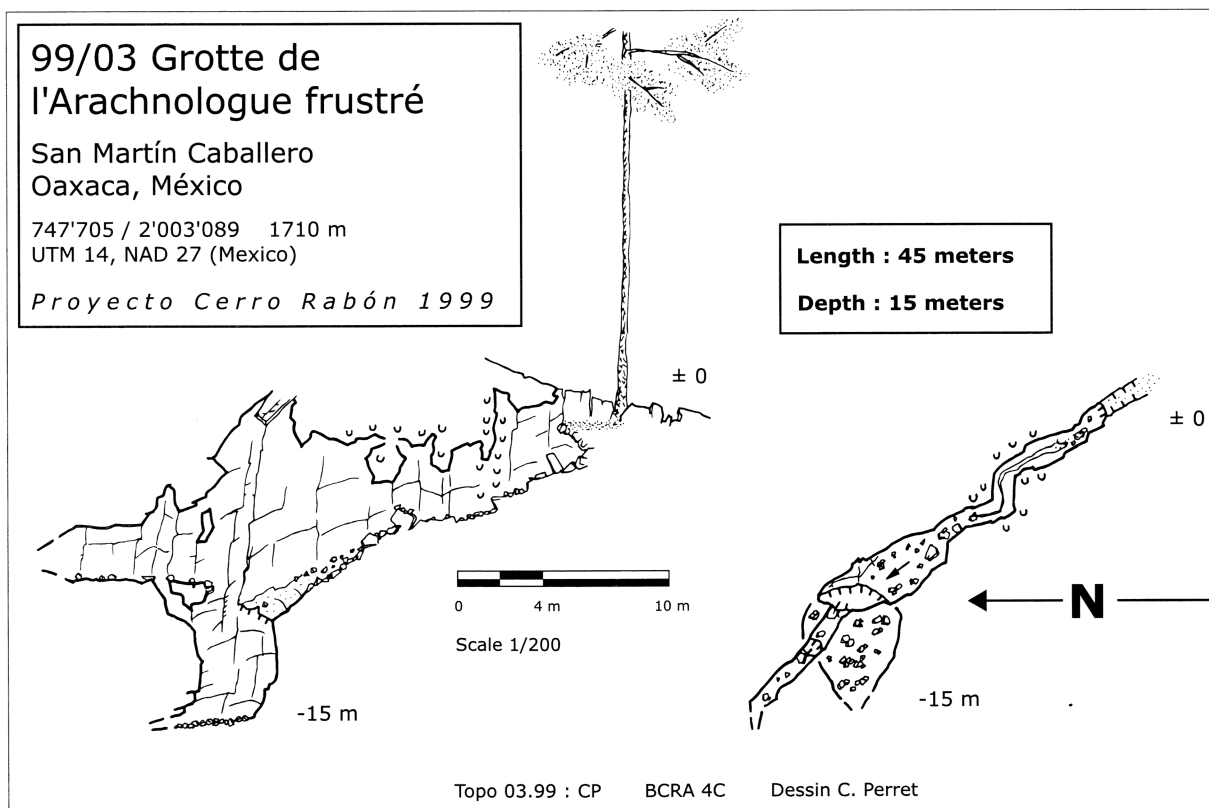 99/03 Grotte de
l'Arachnologue frustré
San Martín Caballero
Oaxaca, México
747'705 / 2'003'089 1710 m
UTM 14, NAD 27 (Mexico)
Proyecto Cerro Rabón 1999
Length : 45 meters
Depth : 15 meters
± 0
± 0
N
0 4 m 10 m
Scale 1/200
-15 m
-15 m
Topo 03.99 : CP BCRA 4C Dessin C. Perret